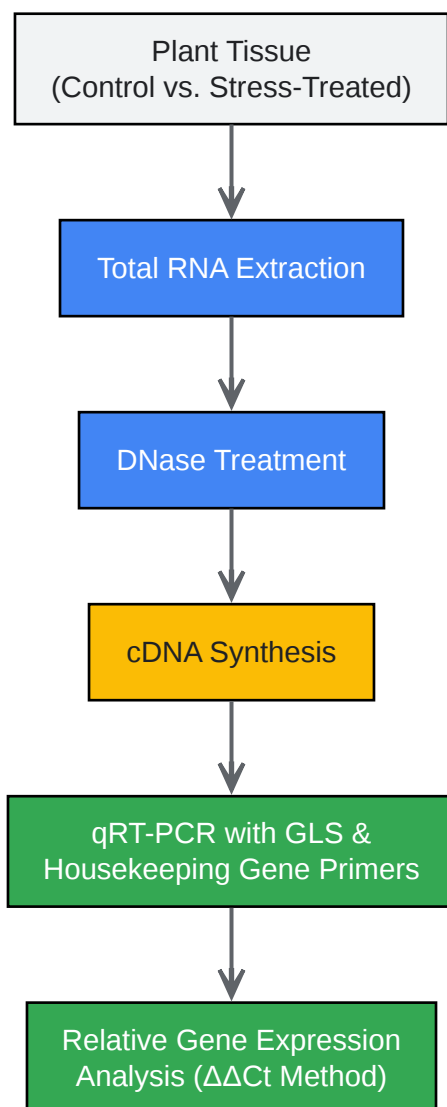 Plant Tissue
(Control vs. Stress-Treated)
Total RNA Extraction
DNase Treatment
cDNA Synthesis
qRT-PCR with GLS &
Housekeeping Gene Primers
Relative Gene Expression
Analysis (ΔΔCt Method)